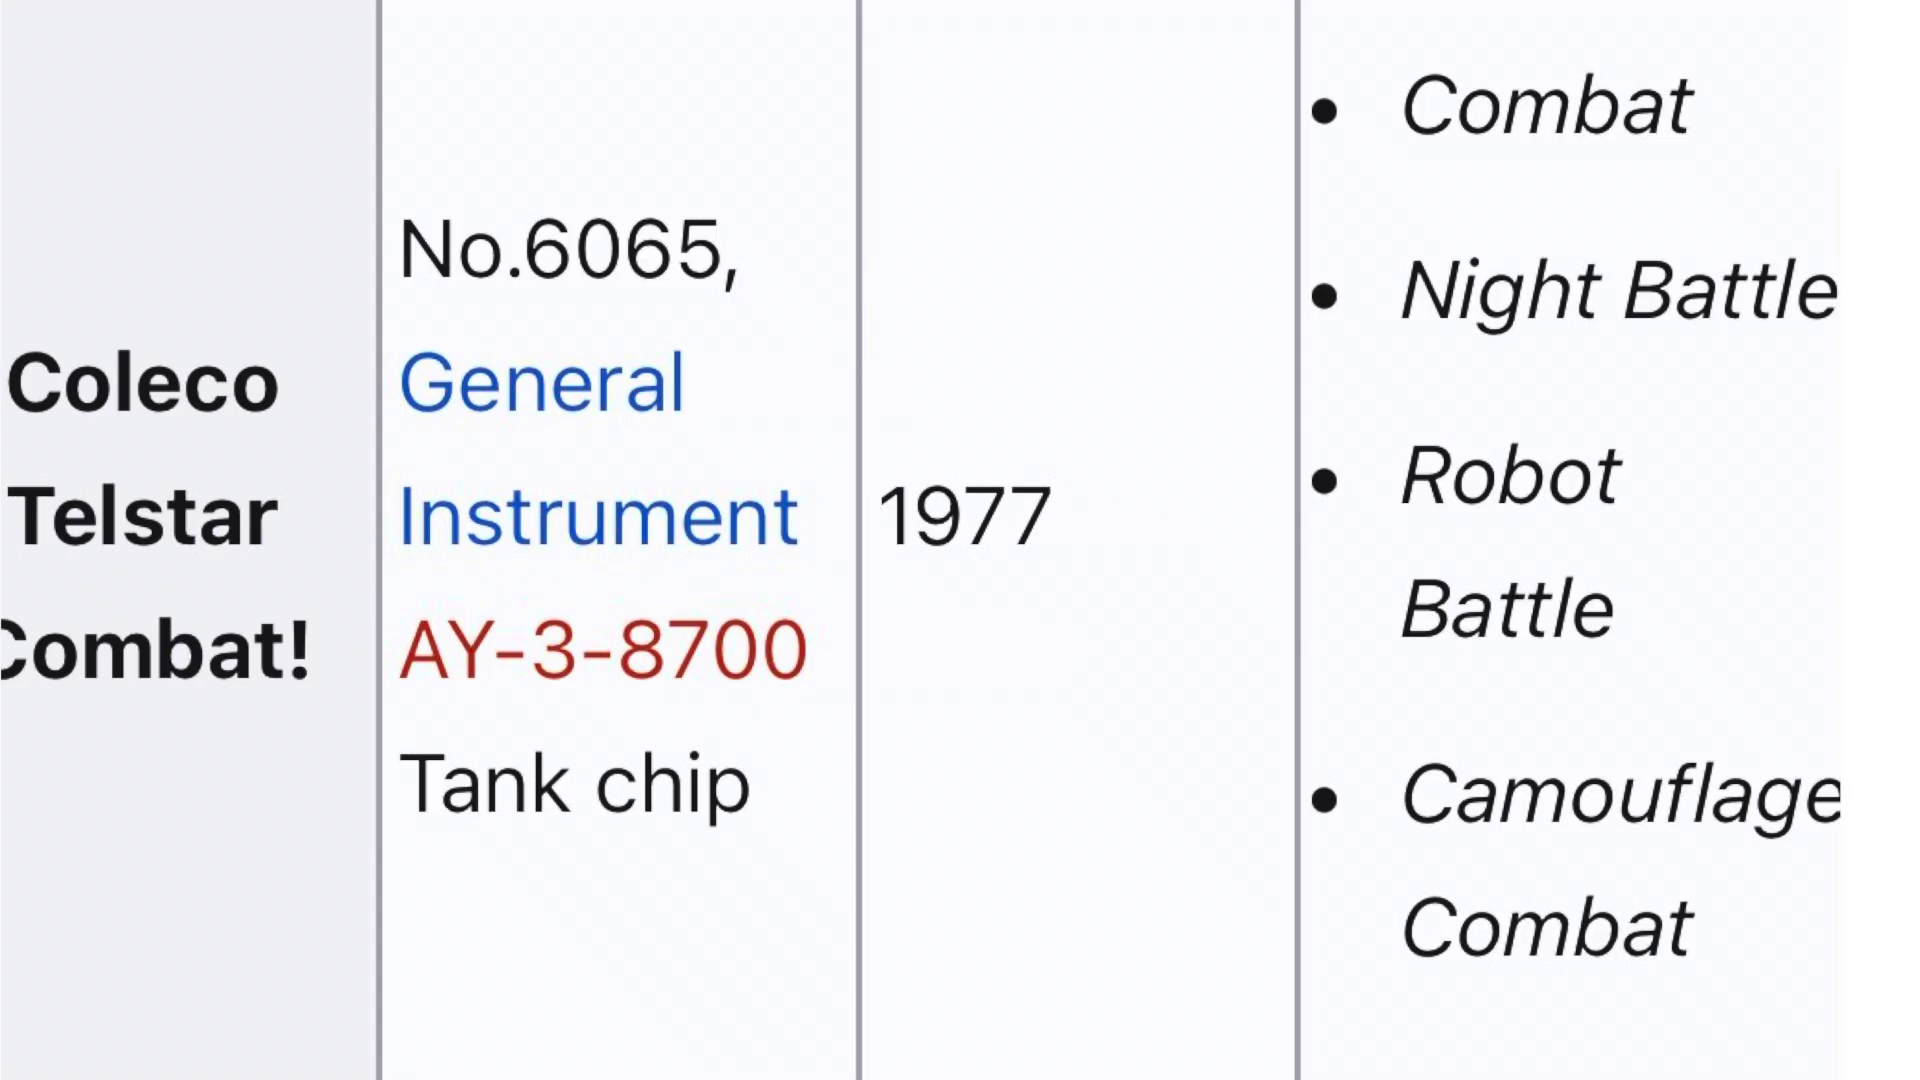 Coleco
Telstar
Combat!
No.6065,
General
Instrument
AY-3-8700
Tank chip
1977
• Combat
• Night Battle
• Robot
Battle
• Camouflage
Combat